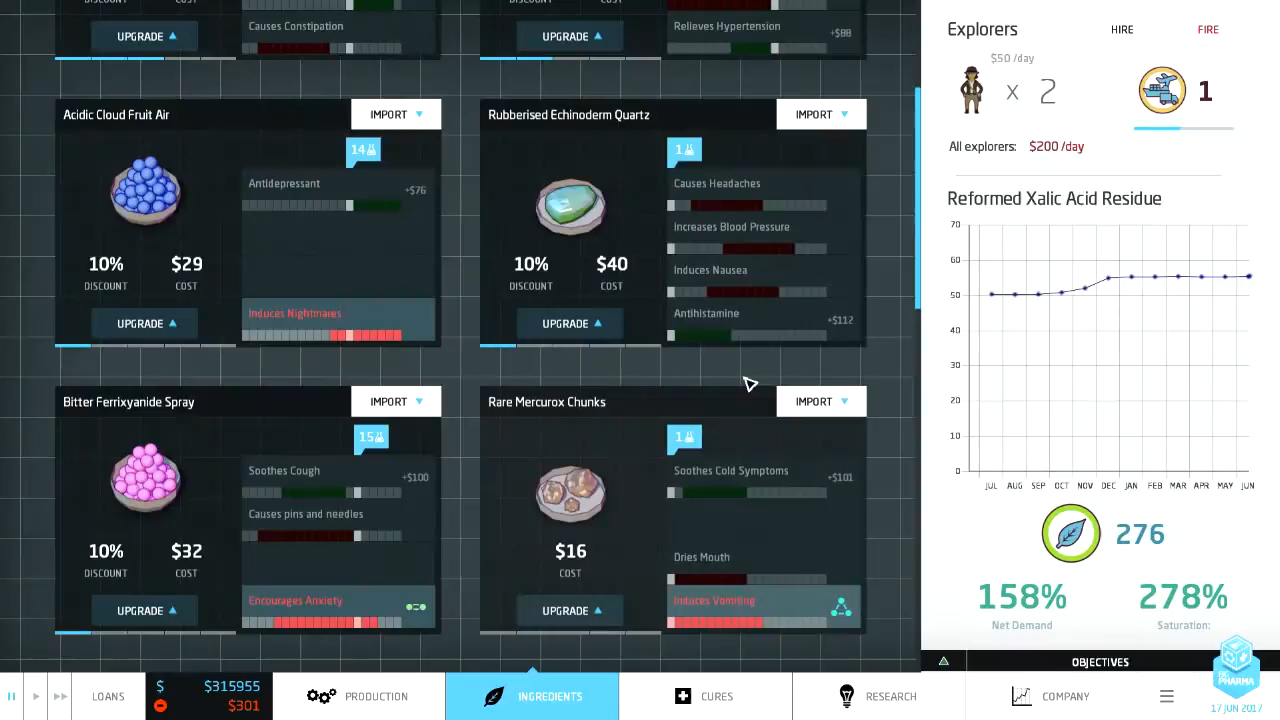 UPGRADE
Causes Constipation
UPGRADE
Relieves Hypertension
+$88
Acidic Cloud Fruit Air
IMPORT
14
Antidepressant
+$76
10%
DISCOUNT
$29
COST
UPGRADE
Induces Nightmares
Rubberised Echinoderm Quartz
IMPORT
1
Causes Headaches
Increases Blood Pressure
Induces Nausea
Antihistamine
+$112
10%
DISCOUNT
$40
COST
UPGRADE
Bitter Ferrixyanide Spray
IMPORT
15
Soothes Cough
+$100
Causes pins and needles
10%
DISCOUNT
$32
COST
UPGRADE
Encourages Anxiety
Rare Mercurox Chunks
IMPORT
1
Soothes Cold Symptoms
+$101
$16
COST
Dries Mouth
UPGRADE
Induces Vomiting
Explorers
HIRE
FIRE
$50 /day
X 2
1
All explorers: $200 /day
Reformed Xalic Acid Residue
70
60
50
40
30
20
10
0
JUL AUG SEP OCT NOV DEC JAN FEB MAR APR MAY JUN
276
158%
Net Demand
278%
Saturation:
OBJECTIVES
LOANS
$ $315955
$301
PRODUCTION
INGREDIENTS
CURES
RESEARCH
COMPANY
BIG PHARMA
17 JUN 2017